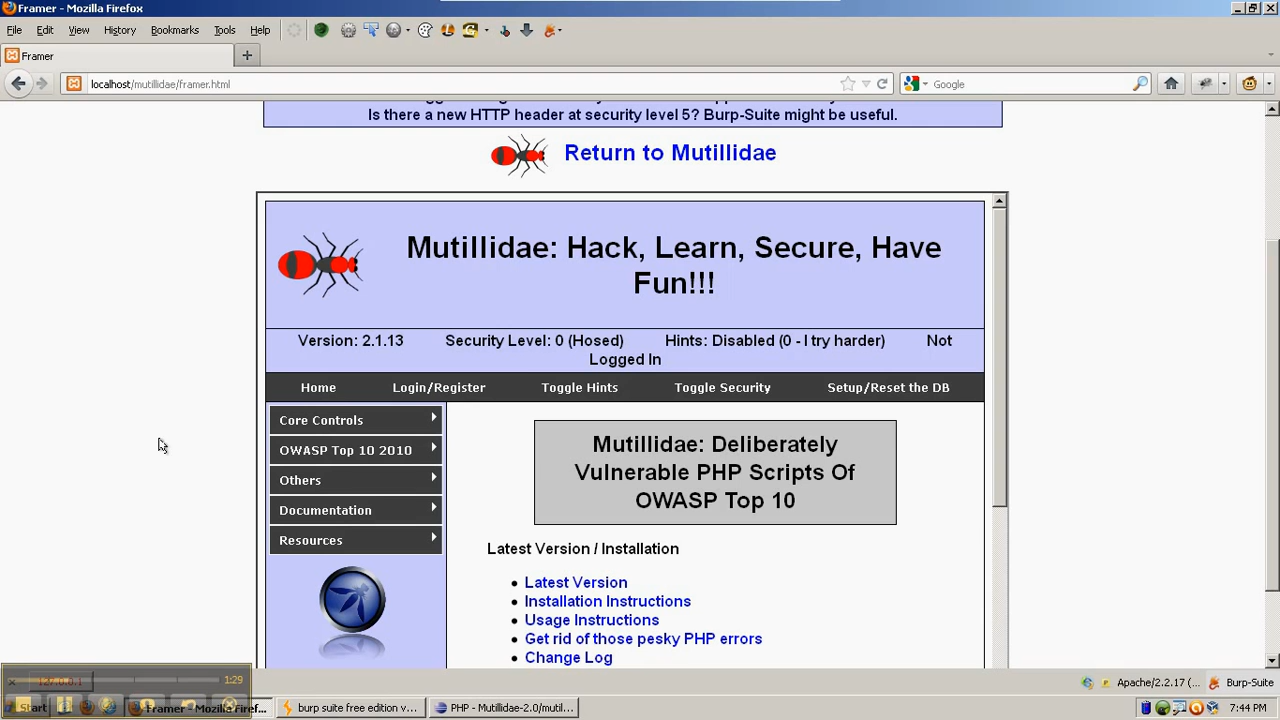 Framer - Mozilla Firefox
File Edit View History Bookmarks Tools Help
Framer
localhost/mutillidae/framer.html
Google
Is there a new HTTP header at security level 5? Burp-Suite might be useful.
Return to Mutillidae
Mutillidae: Hack, Learn, Secure, Have
Fun!!!
Version: 2.1.13 Security Level: 0 (Hosed) Hints: Disabled (0 - I try harder) Not
Logged In
Home Login/Register Toggle Hints Toggle Security Setup/Reset the DB
Core Controls
OWASP Top 10 2010
Others
Documentation
Resources
Mutillidae: Deliberately
Vulnerable PHP Scripts Of
OWASP Top 10
Latest Version / Installation
Latest Version
Installation Instructions
Usage Instructions
Get rid of those pesky PHP errors
Change Log
127.0.0.1 1:29
Apache/2.2.17 (... Burp-Suite
Start Framer - Mozilla Firef... burp suite free edition v... PHP - Mutillidae-2.0/mutil... 7:44 PM